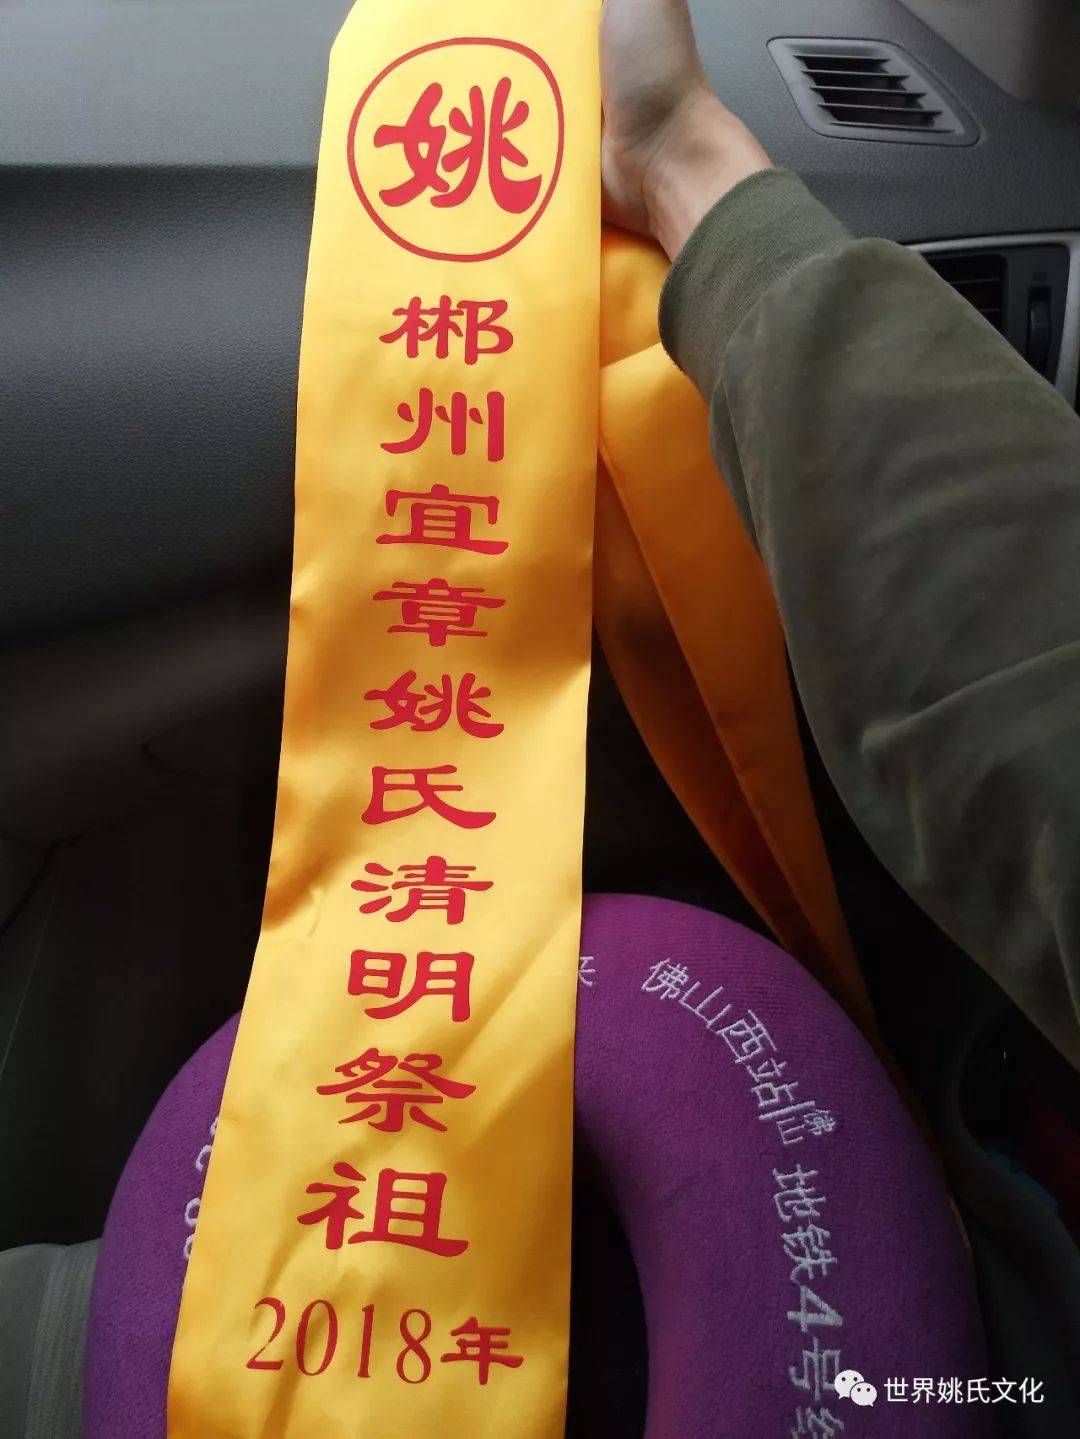 姚
郴州宜章姚氏清明祭祖
2018年
佛山西站
地铁4号
世界姚氏文化